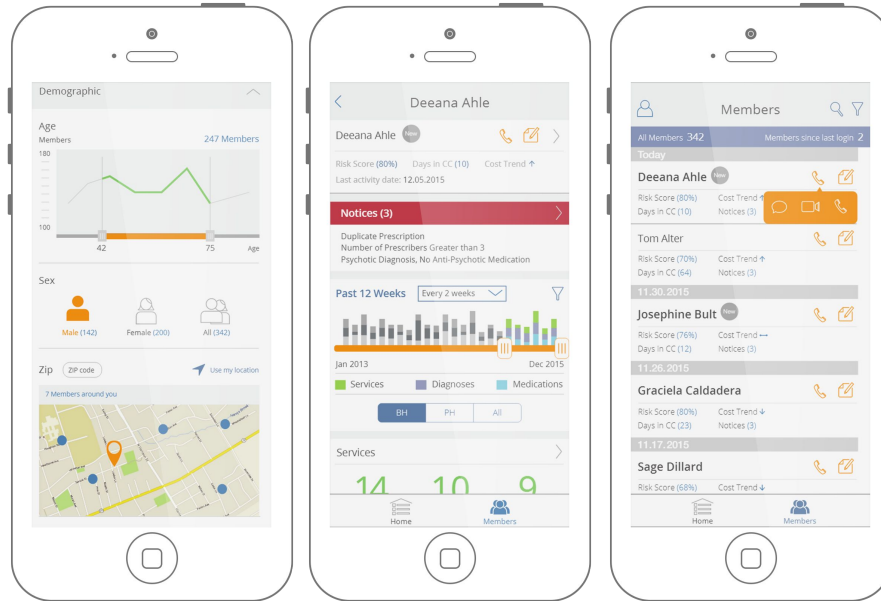 Demographic
Age
Members
247 Members
180
100
42
75
Age
Sex
Male (142)
Female (200)
All (342)
Zip
ZIP code
Use my location
7 Members around you
Deeana Ahle
Deeana Ahle New
Risk Score (80%) Days in CC (10) Cost Trend ↑
Last activity date: 12.05.2015
Notices (3)
Duplicate Prescription
Number of Prescribers Greater than 3
Psychotic Diagnosis, No Anti-Psychotic Medication
Past 12 Weeks Every 2 weeks
Jan 2013 Dec 2015
Services Diagnoses Medications
BH PH All
Services
14 10 9
Home Members
Members
All Members 342 Members since last login 2
Today
Deeana Ahle New
Risk Score (80%) Cost Trend ↑
Days in CC (10) Notices (3)
Tom Alter
Risk Score (70%) Cost Trend ↑
Days in CC (64) Notices (3)
11.30.2015
Josephine Bult New
Risk Score (76%) Cost Trend ↔
Days in CC (12) Notices (3)
11.26.2015
Graciela Caldadera
Risk Score (80%) Cost Trend ↓
Days in CC (23) Notices (3)
11.17.2015
Sage Dillard
Risk Score (68%) Cost Trend ↓
Home Members